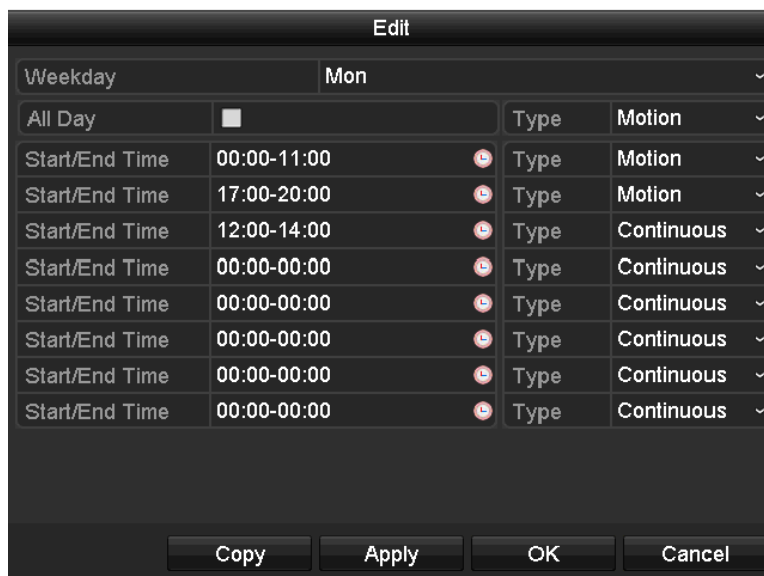 Edit
Weekday Mon
All Day Type Motion
Start/End Time 00:00-11:00 Type Motion
Start/End Time 17:00-20:00 Type Motion
Start/End Time 12:00-14:00 Type Continuous
Start/End Time 00:00-00:00 Type Continuous
Start/End Time 00:00-00:00 Type Continuous
Start/End Time 00:00-00:00 Type Continuous
Start/End Time 00:00-00:00 Type Continuous
Start/End Time 00:00-00:00 Type Continuous
Copy Apply OK Cancel